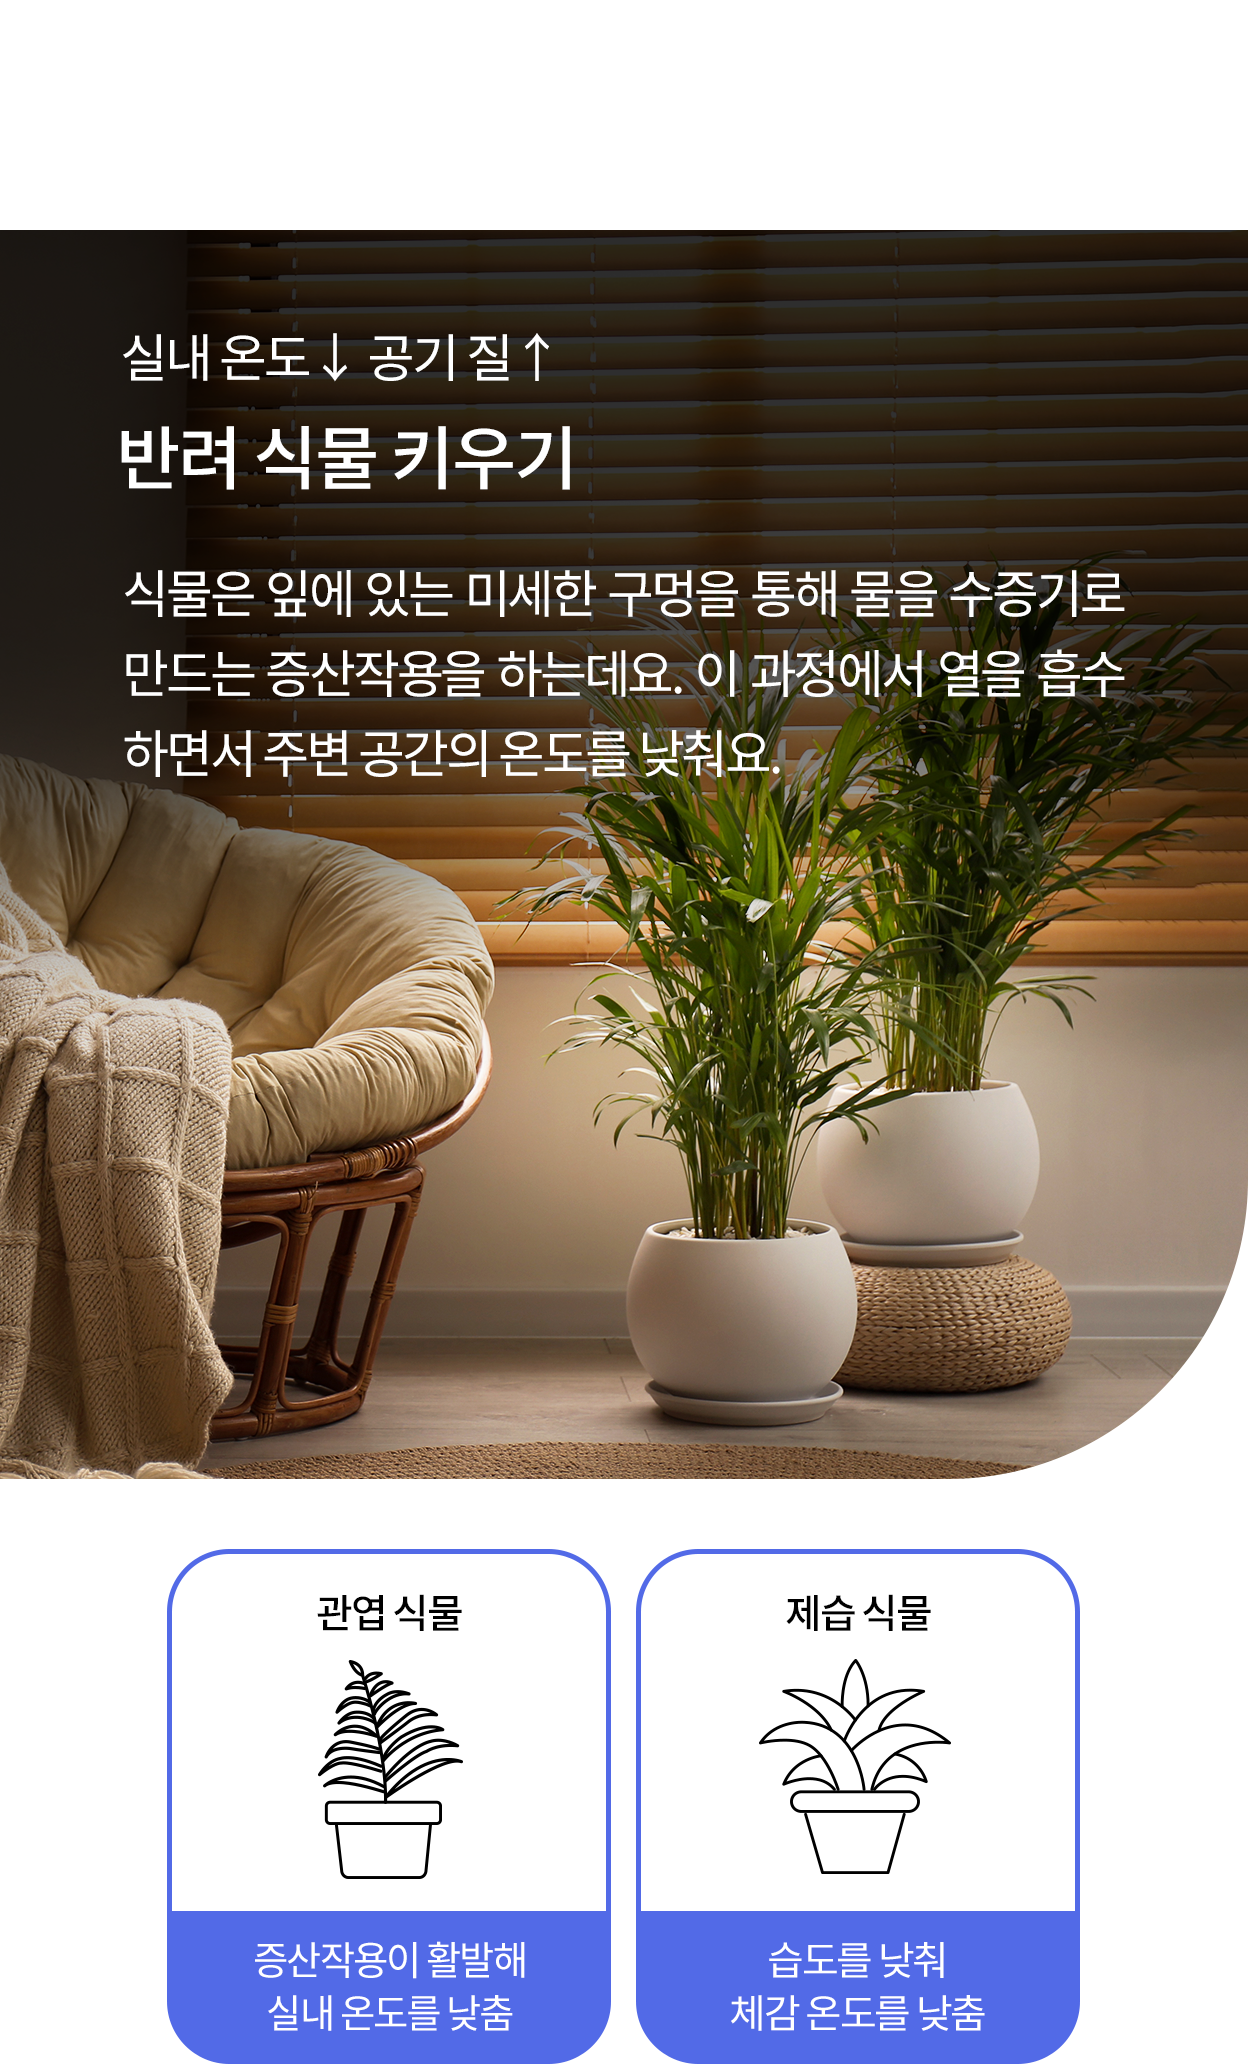 실내 온도↓ 공기 질↑
반려 식물 키우기
식물은 잎에 있는 미세한 구멍을 통해 물을 수증기로
만드는 증산작용을 하는데요. 이 과정에서 열을 흡수
하면서 주변 공간의 온도를 낮춰요.
관엽 식물
제습 식물
증산작용이 활발해
실내 온도를 낮춤
습도를 낮춰
체감 온도를 낮춤